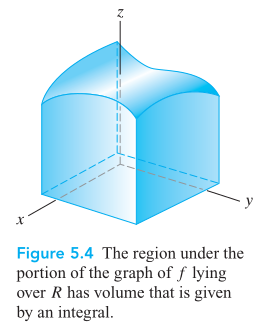 z
y
x
Figure 5.4 The region under the
portion of the graph of f lying
over R has volume that is given
by an integral.